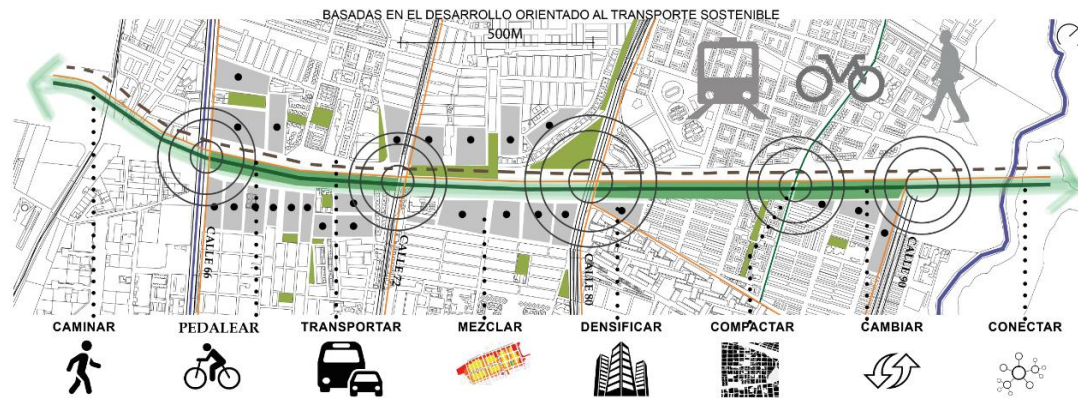 BASADAS EN EL DESARROLLO ORIENTADO AL TRANSPORTE SOSTENIBLE
500M
CALLE 66
CALLE 72
CALLE 80
CALLE 90
CAMINAR
PEDALEAR
TRANSPORTAR
MEZCLAR
DENSIFICAR
COMPACTAR
CAMBIAR
CONECTAR